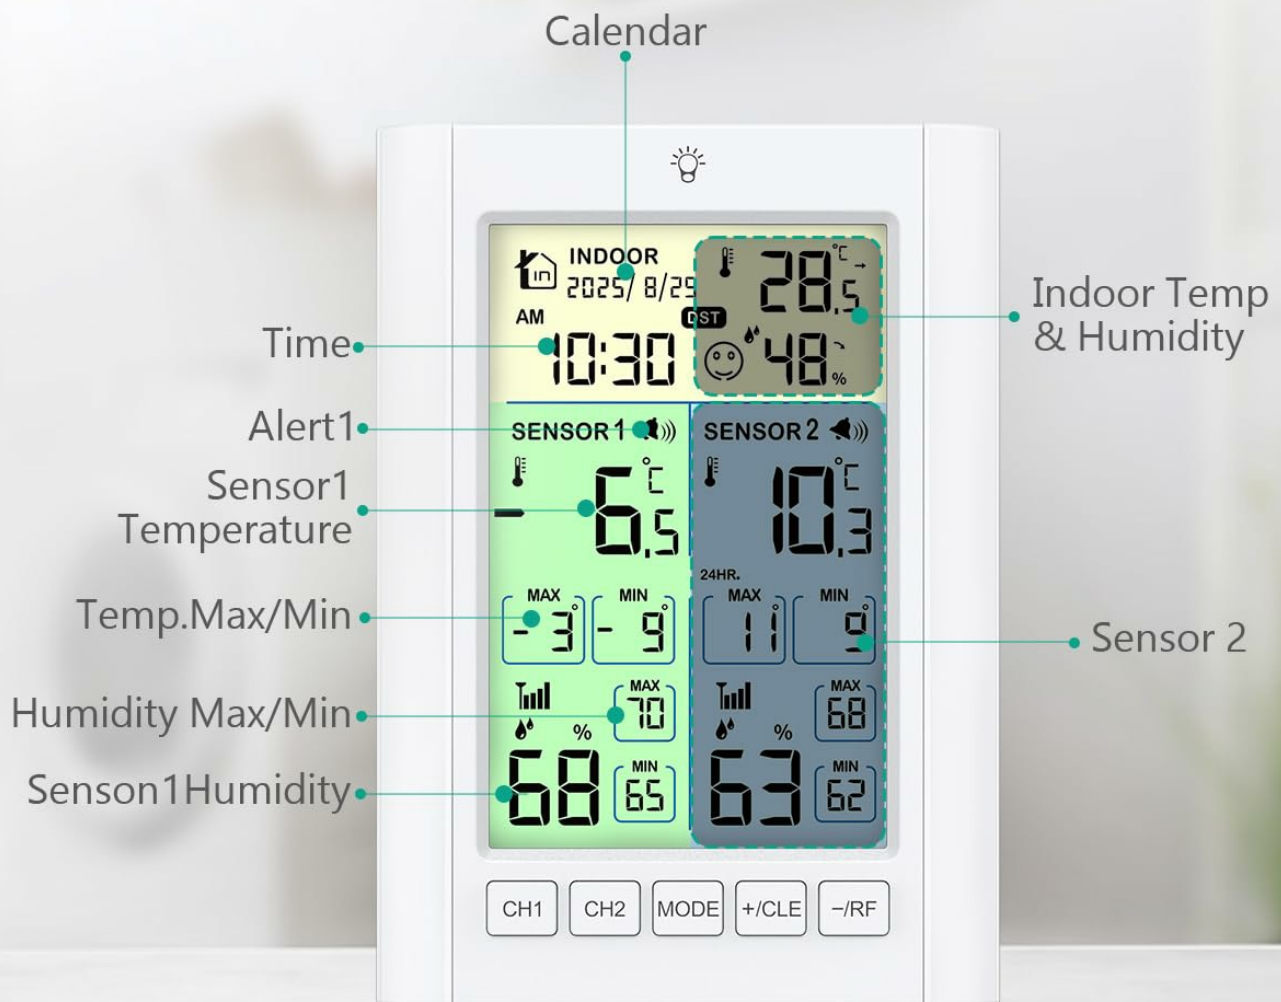 Calendar
INDOOR
2025/ 8/29
°C
28.5
AM
DST
10:30
48
%
in
Time
Indoor Temp
& Humidity
Alert1
SENSOR 1
SENSOR 2
Sensor1
Temperature
-6.5
°C
10.3
°C
24HR.
Temp.Max/Min
MAX
-3°
MIN
-9°
MAX
11°
MIN
9°
Sensor 2
Humidity Max/Min
MAX
70
MAX
68
Senson1Humidity
%
68
MIN
65
%
63
MIN
62
CH1
CH2
MODE
+/CLE
−/RF